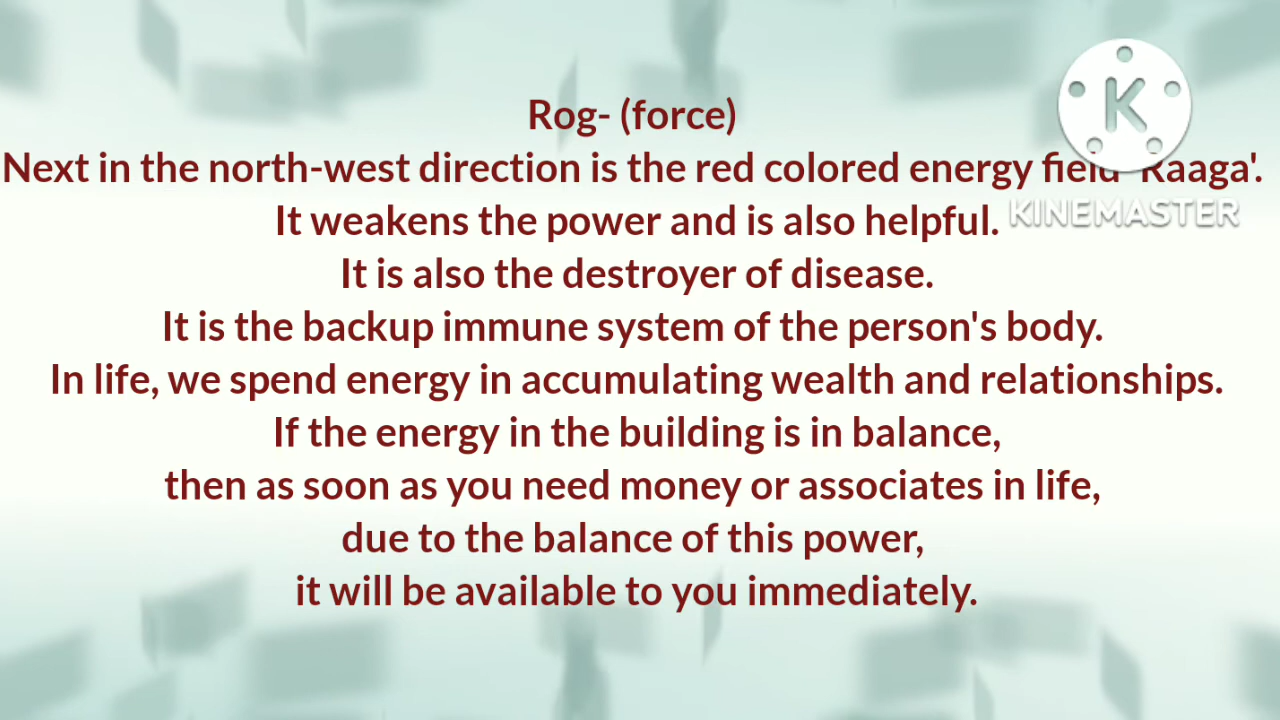 Rog- (force)
Next in the north-west direction is the red colored energy field 'Raaga'.
It weakens the power and is also helpful.
It is also the destroyer of disease.
It is the backup immune system of the person's body.
In life, we spend energy in accumulating wealth and relationships.
If the energy in the building is in balance,
then as soon as you need money or associates in life,
due to the balance of this power,
it will be available to you immediately.
K
KINEMASTER